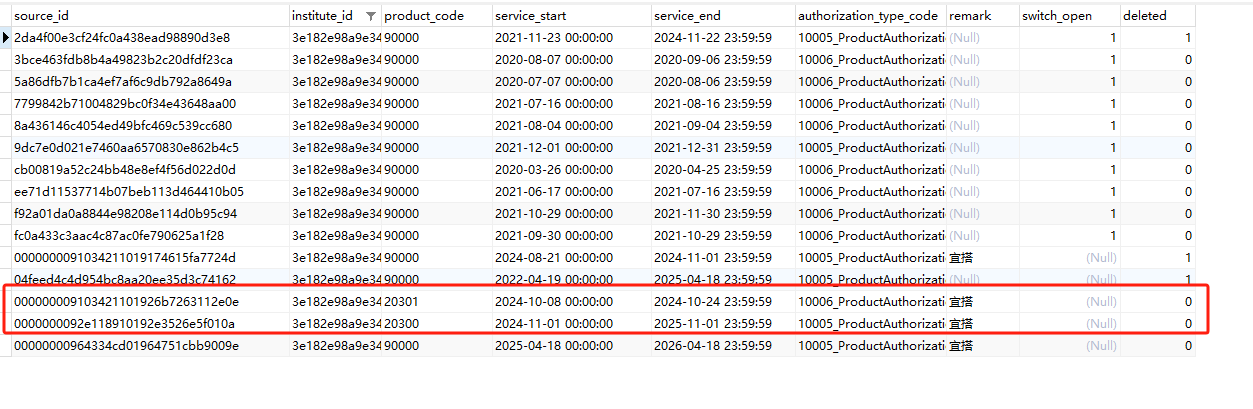 source_id institute_id product_code service_start service_end authorization_type_code remark switch_open deleted
2da4f00e3cf24fc0a438ead98890d3e8 3e182e98a9e34 90000 2021-11-23 00:00:00 2024-11-22 23:59:59 10005_ProductAuthorizati (Null) 1 1
3bce463fdb8b4a49823b2c20dfdf23ca 3e182e98a9e34 90000 2020-08-07 00:00:00 2020-09-06 23:59:59 10006_ProductAuthorizati (Null) 1 0
5a86dfb7b1ca4ef7af6c9db792a8649a 3e182e98a9e34 90000 2020-07-07 00:00:00 2020-08-06 23:59:59 10006_ProductAuthorizati (Null) 1 0
7799842b71004829bc0f34e43648aa00 3e182e98a9e34 90000 2021-07-16 00:00:00 2021-08-16 23:59:59 10006_ProductAuthorizati (Null) 1 0
8a436146c4054ed49bfc469c539cc680 3e182e98a9e34 90000 2021-08-04 00:00:00 2021-09-04 23:59:59 10006_ProductAuthorizati (Null) 1 0
9dc7e0d021e7460aa6570830e862b4c5 3e182e98a9e34 90000 2021-12-01 00:00:00 2021-12-31 23:59:59 10005_ProductAuthorizati (Null) 1 0
cb00819a52c24bb48e8ef4f56d022d0d 3e182e98a9e34 90000 2020-03-26 00:00:00 2020-04-25 23:59:59 10006_ProductAuthorizati (Null) 1 0
ee71d11537714b07beb113d464410b05 3e182e98a9e34 90000 2021-06-17 00:00:00 2021-07-16 23:59:59 10006_ProductAuthorizati (Null) 1 0
f92a01da0a8844e98208e114d0b95c94 3e182e98a9e34 90000 2021-10-29 00:00:00 2021-11-30 23:59:59 10006_ProductAuthorizati (Null) 1 0
fc0a433c3aac4c87ac0fe790625a1f28 3e182e98a9e34 90000 2021-09-30 00:00:00 2021-10-29 23:59:59 10006_ProductAuthorizati (Null) 1 0
0000000091034211019174615fa7724d 3e182e98a9e34 90000 2024-08-21 00:00:00 2024-11-01 23:59:59 10005_ProductAuthorizati 宣搭 (Null) 1
04feed4c4d954bc8aa20ee35d3c74162 3e182e98a9e34 90000 2022-04-19 00:00:00 2025-04-18 23:59:59 10005_ProductAuthorizati (Null) (Null) 1
000000009103421101926b7263112e0e 3e182e98a9e34 20301 2024-10-08 00:00:00 2024-10-24 23:59:59 10006_ProductAuthorizati 宣搭 (Null) 0
0000000092e118910192e3526e5f010a 3e182e98a9e34 20300 2024-11-01 00:00:00 2025-11-01 23:59:59 10005_ProductAuthorizati 宣搭 (Null) 0
00000000964334cd01964751cbb9009e 3e182e98a9e34 90000 2025-04-18 00:00:00 2026-04-18 23:59:59 10005_ProductAuthorizati 宣搭 (Null) 0